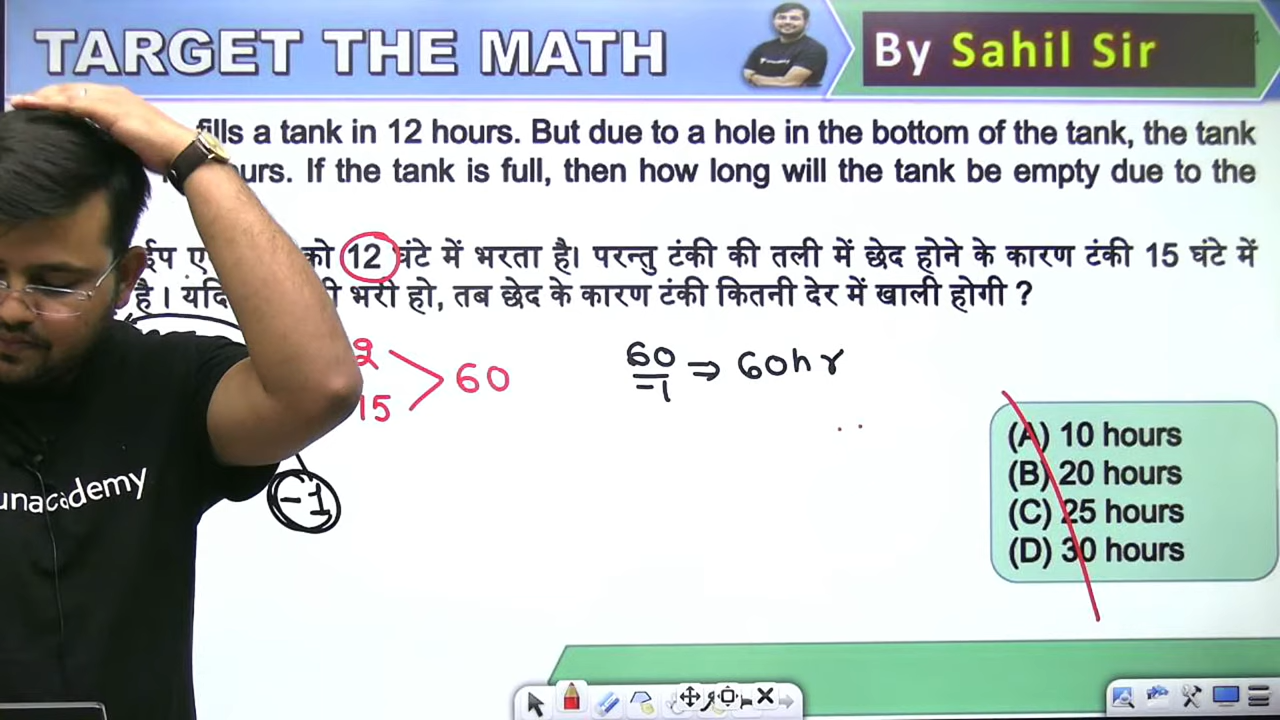 TARGET THE MATH
By Sahil Sir
fills a tank in 12 hours. But due to a hole in the bottom of the tank, the tank
hours. If the tank is full, then how long will the tank be empty due to the
को 12 घंटे में भरता है। परन्तु टंकी की तली में छेद होने के कारण टंकी 15 घंटे में
है। यदि भरी हो, तब छेद के कारण टंकी कितनी देर में खाली होगी ?
2
15
60
60
-1
⇒ 60hr
-1
(A) 10 hours
(B) 20 hours
(C) 25 hours
(D) 30 hours
unacademy